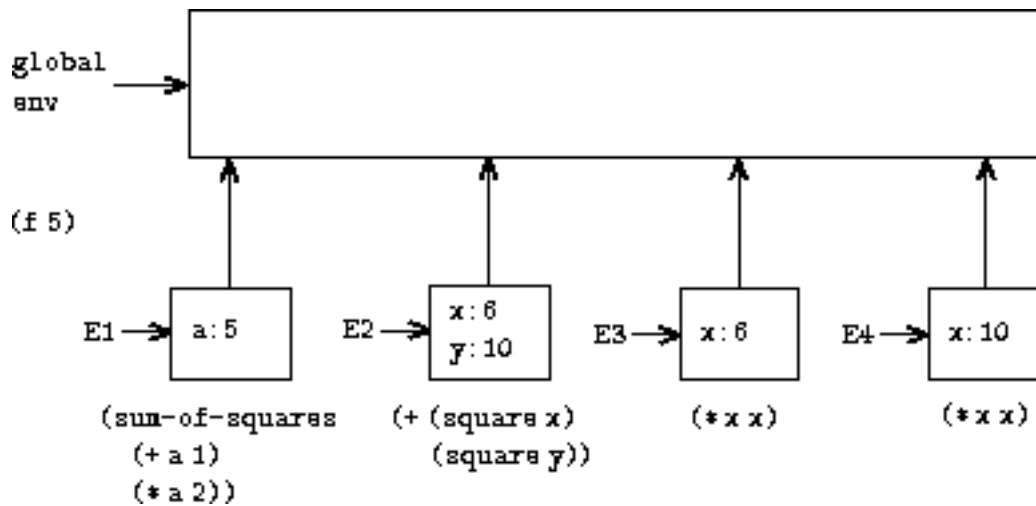 global
env
(f 5)
E1
a:5
E2
x:6
y:10
E3
x:6
E4
x:10
(sum-of-squares
(+ a 1)
(* a 2))
(+ (square x)
(square y))
(* x x)
(* x x)